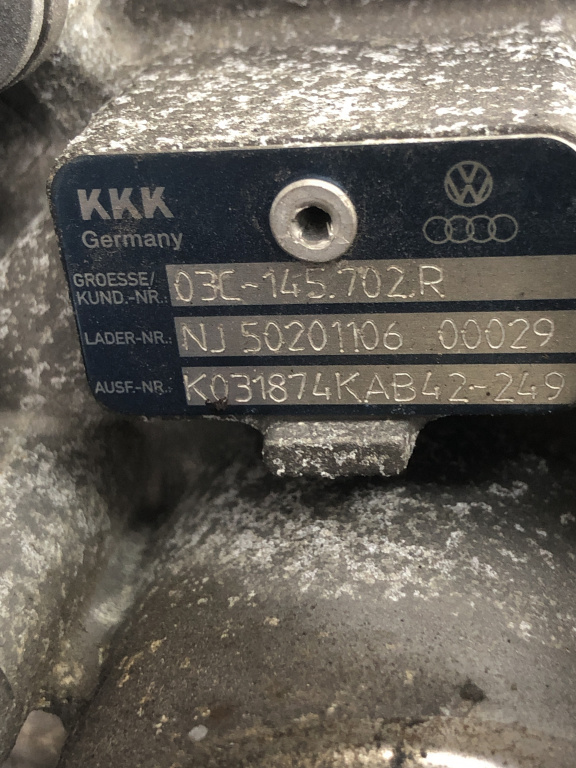 KKK
Germany
GROESSE/
KUND.-NR.: 03C-145.702.R
LADER-NR.: NJ 50201106 00029
AUSF.-NR.: K031874KAB42-249